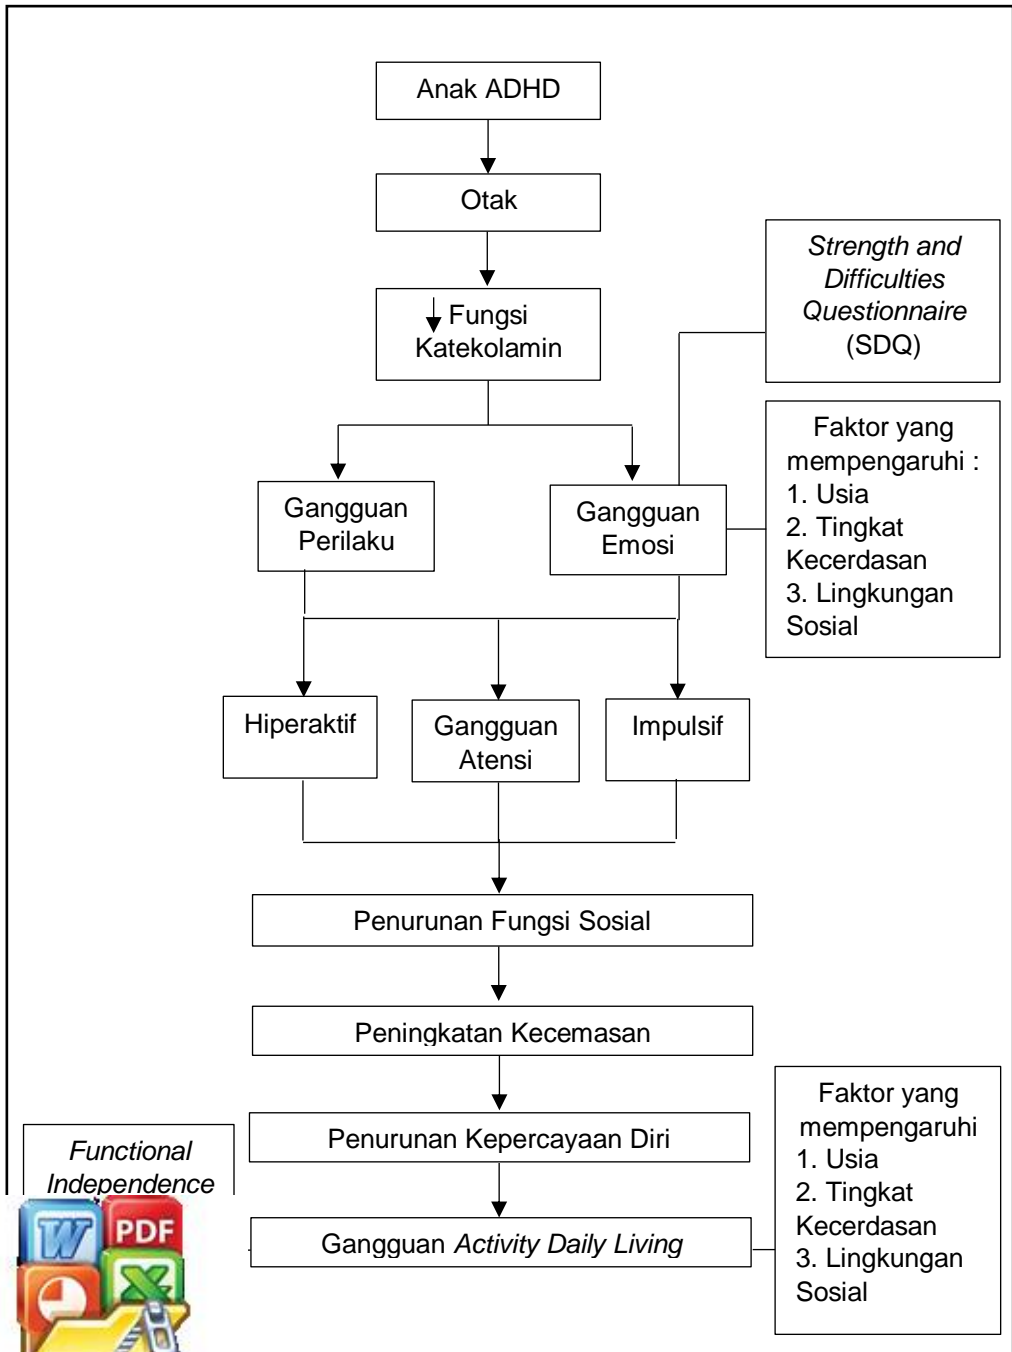 Anak ADHD
Otak
Fungsi
Katekolamin
Strength and
Difficulties
Questionnaire
(SDQ)
Faktor yang
mempengaruhi :
1. Usia
2. Tingkat
Kecerdasan
3. Lingkungan
Sosial
Gangguan
Perilaku
Gangguan
Emosi
Hiperaktif
Gangguan
Atensi
Impulsif
Penurunan Fungsi Sosial
Peningkatan Kecemasan
Penurunan Kepercayaan Diri
Functional
Independence
Gangguan Activity Daily Living
Faktor yang
mempengaruhi
1. Usia
2. Tingkat
Kecerdasan
3. Lingkungan
Sosial
W
PDF
X